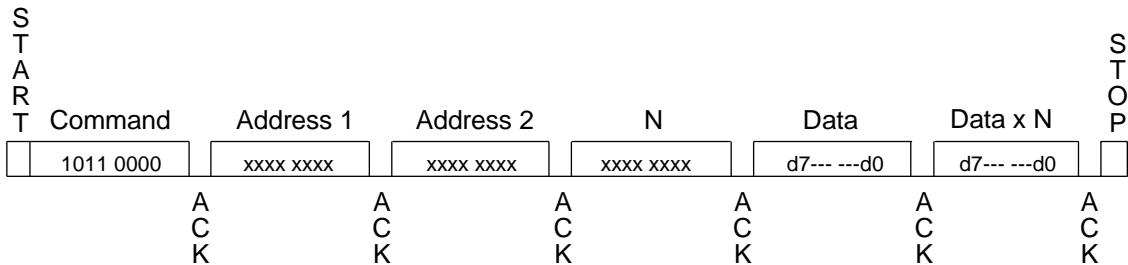 START
Command Address 1 Address 2 N Data Data x N
STOP
1011 0000 xxxx xxxx xxxx xxxx xxxx xxxx d7--- ---d0 d7--- ---d0
ACK ACK ACK ACK ACK ACK